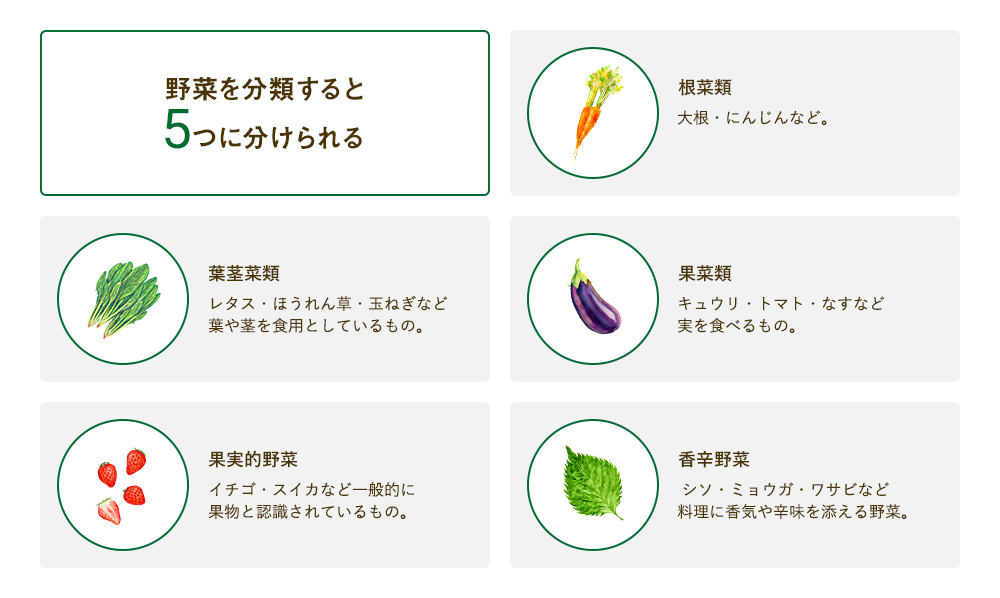 野菜を分類すると
5つに分けられる
根菜類
大根・にんじんなど。
葉茎菜類
レタス・ほうれん草・玉ねぎなど
葉や茎を食用としているもの。
果菜類
キュウリ・トマト・なすなど
実を食べるもの。
果実的野菜
イチゴ・スイカなど一般的に
果物と認識されているもの。
香辛野菜
シソ・ミョウガ・ワサビなど
料理に香気や辛味を添える野菜。